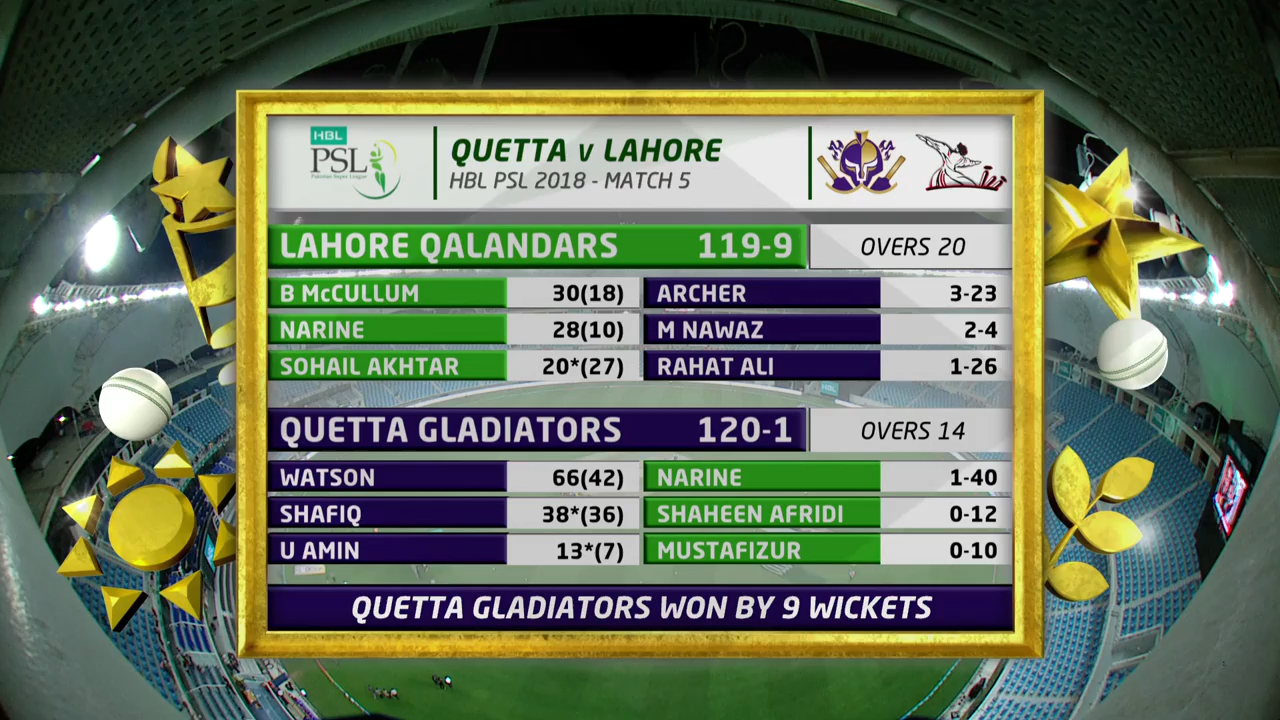 HBL
PSL
Pakistan Super League
QUETTA v LAHORE
HBL PSL 2018 - MATCH 5
LAHORE QALANDARS 119-9 OVERS 20
B McCULLUM 30(18) ARCHER 3-23
NARINE 28(10) M NAWAZ 2-4
SOHAIL AKHTAR 20*(27) RAHAT ALI 1-26
QUETTA GLADIATORS 120-1 OVERS 14
WATSON 66(42) NARINE 1-40
SHAFIQ 38*(36) SHAHEEN AFRIDI 0-12
U AMIN 13*(7) MUSTAFIZUR 0-10
QUETTA GLADIATORS WON BY 9 WICKETS